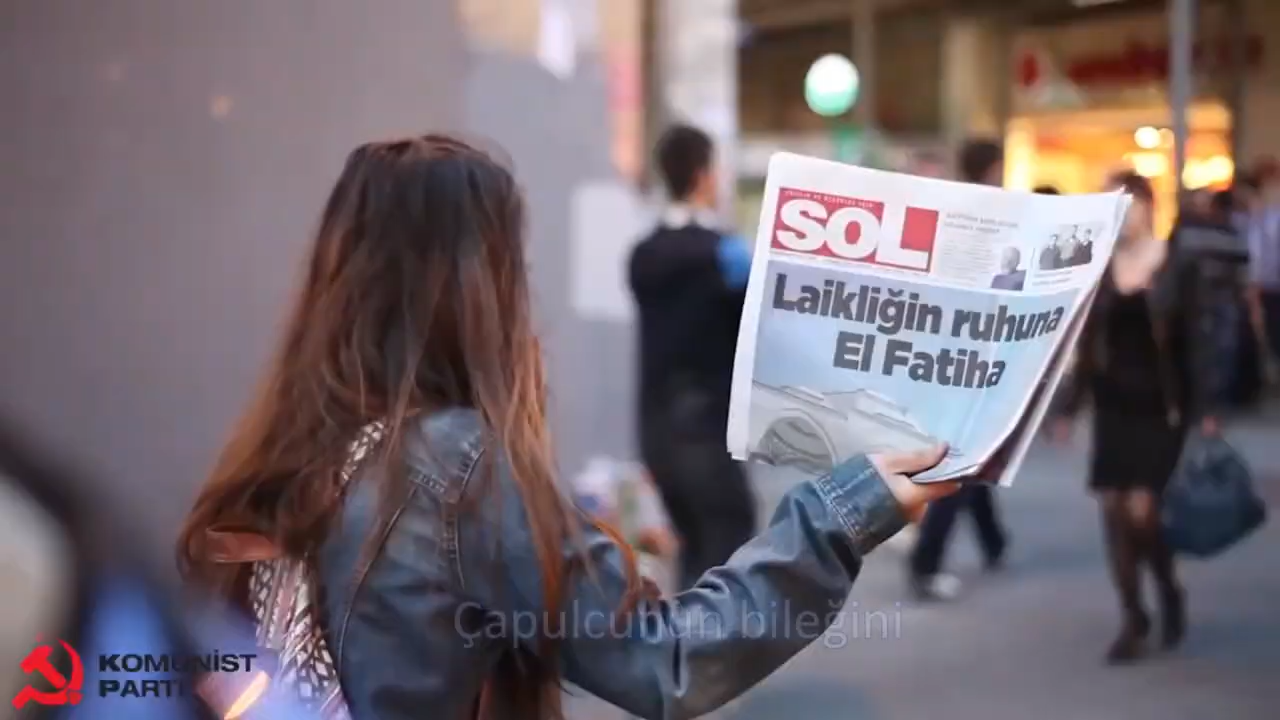 SOL
Laikliğin ruhuna
El Fatiha
Çapulcunun bileğini
KOMÜNİST
PARTİ